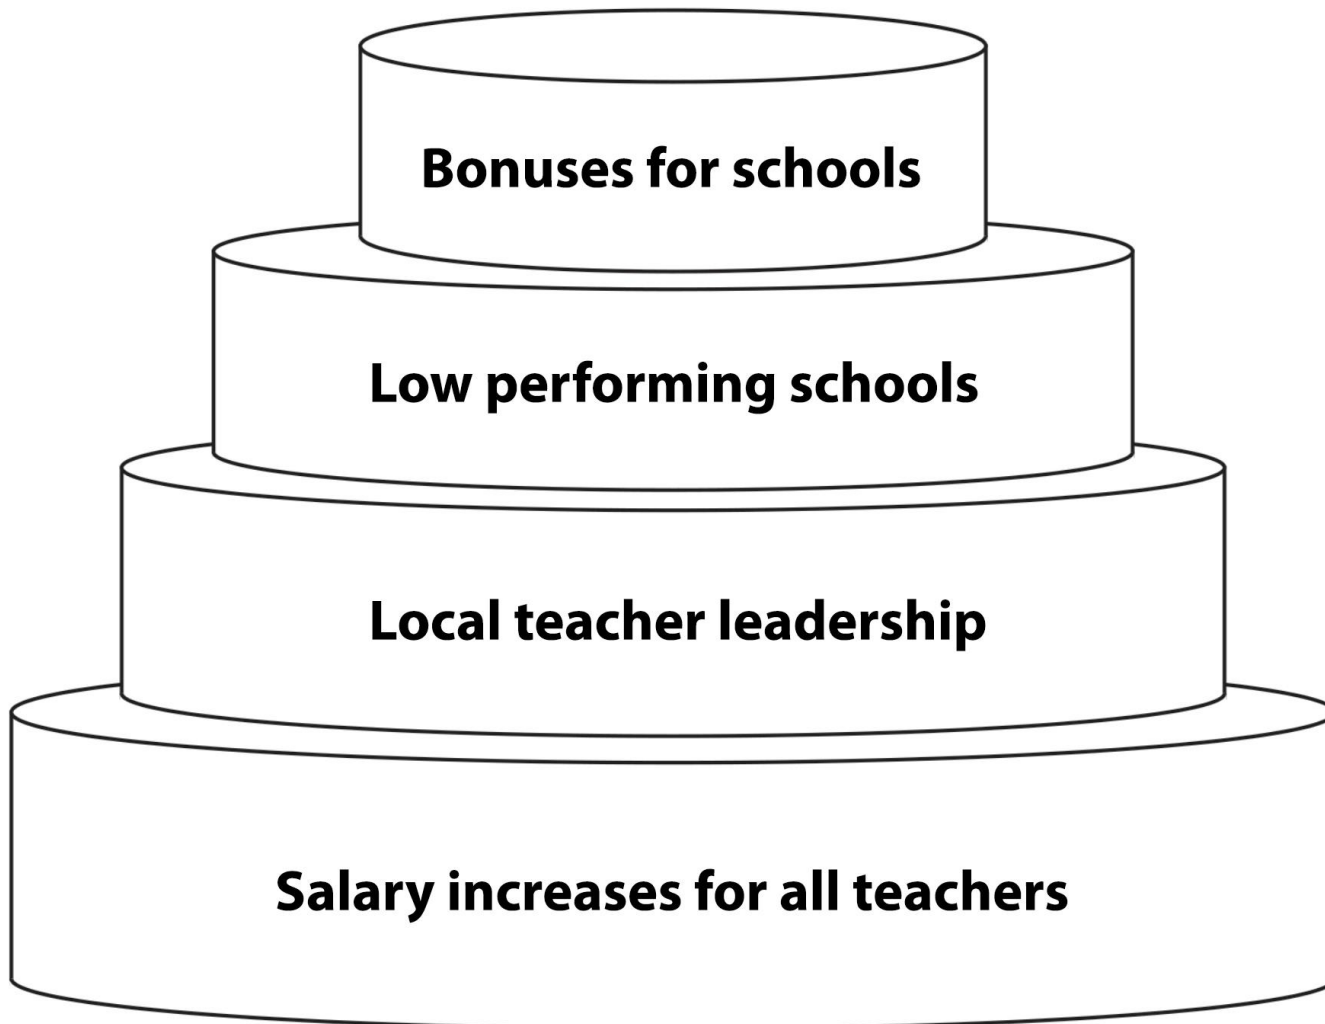 Bonuses for schools
Low performing schools
Local teacher leadership
Salary increases for all teachers